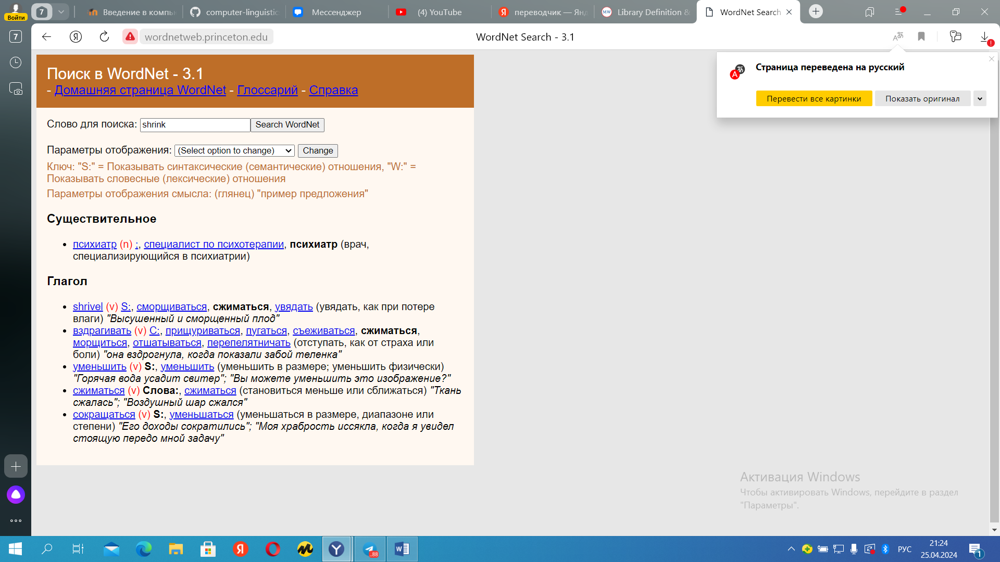 7
Введение в компь
computer-linguistic
Мессенджер
(4) YouTube
переводчик — Янд
Library Definition &
WordNet Search
Войти
7
wordnetweb.princeton.edu
WordNet Search - 3.1
Страница переведена на русский
Перевести все картинки
Показать оригинал
Поиск в WordNet - 3.1
- Домашняя страница WordNet - Глоссарий - Справка
Слово для поиска: shrink Search WordNet
Параметры отображения: (Select option to change) Change
Ключ: "S:" = Показывать синтаксические (семантические) отношения, "W:" =
Показывать словесные (лексические) отношения
Параметры отображения смысла: (глянец) "пример предложения"
Существительное
• психиатр (n) :, специалист по психотерапии, психиатр (врач,
специализирующийся в психиатрии)
Глагол
• shrivel (v) S:, сморщиваться, сжиматься, увядать (увядать, как при потере
влаги) "Высушенный и сморщенный плод"
• вздрагивать (v) С:, прищуриваться, пугаться, съеживаться, сжиматься,
морщиться, отшатываться, перепелятничать (отступать, как от страха или
боли) "она вздрогнула, когда показали забой теленка"
• уменьшить (v) S:, уменьшить (уменьшить в размере; уменьшить физически)
"Горячая вода усадит свитер"; "Вы можете уменьшить это изображение?"
• сжиматься (v) Слова:, сжиматься (становиться меньше или сближаться) "Ткань
сжалась"; "Воздушный шар сжался"
• сокращаться (v) S:, уменьшаться (уменьшаться в размере, диапазоне или
степени) "Его доходы сократились"; "Моя храбрость иссякла, когда я увидел
стоящую передо мной задачу"
Активация Windows
Чтобы активировать Windows, перейдите в раздел
"Параметры".
..88
РУС
21:24
25.04.2024
1